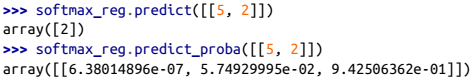 >>> softmax_reg.predict([[5, 2]])
array([2])
>>> softmax_reg.predict_proba([[5, 2]])
array([[6.38014896e-07, 5.74929995e-02, 9.42506362e-01]])